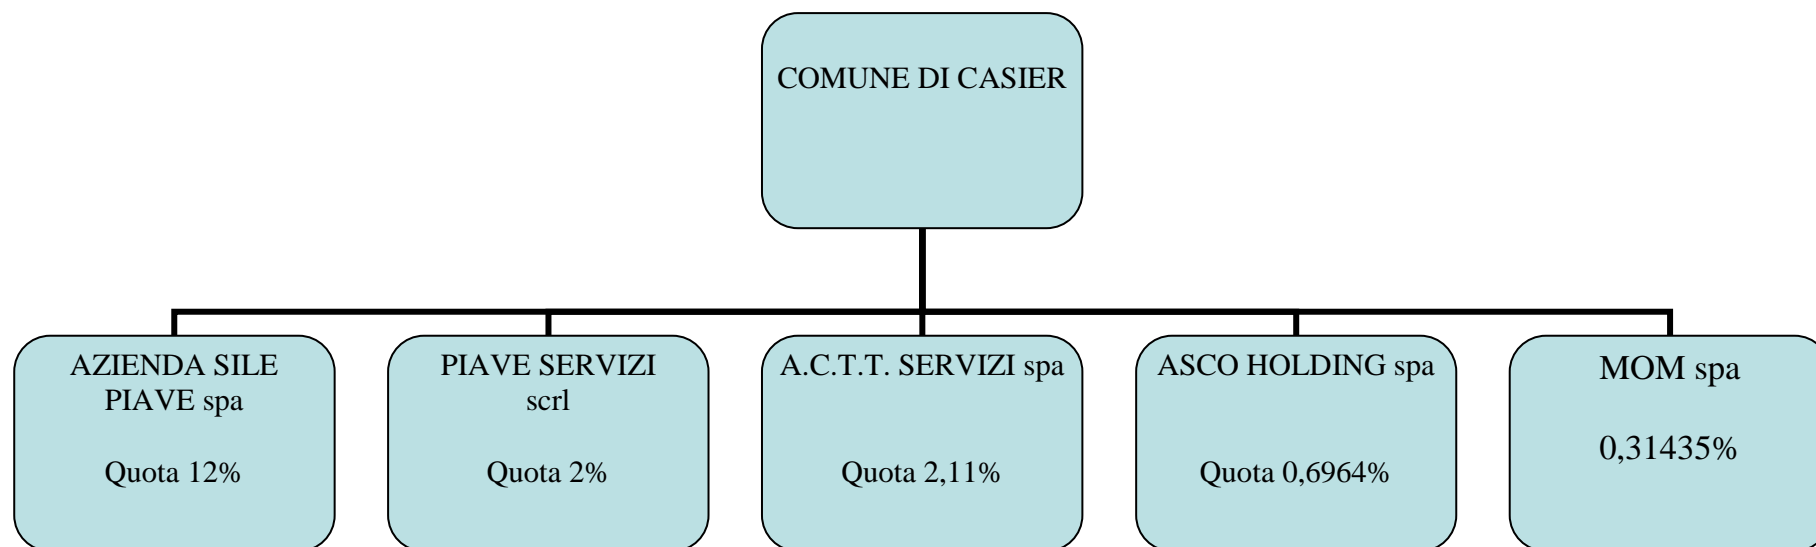 COMUNE DI CASIER
AZIENDA SILE
PIAVE spa
Quota 12%
PIAVE SERVIZI
scrl
Quota 2%
A.C.T.T. SERVIZI spa
Quota 2,11%
ASCO HOLDING spa
Quota 0,6964%
MOM spa
0,31435%